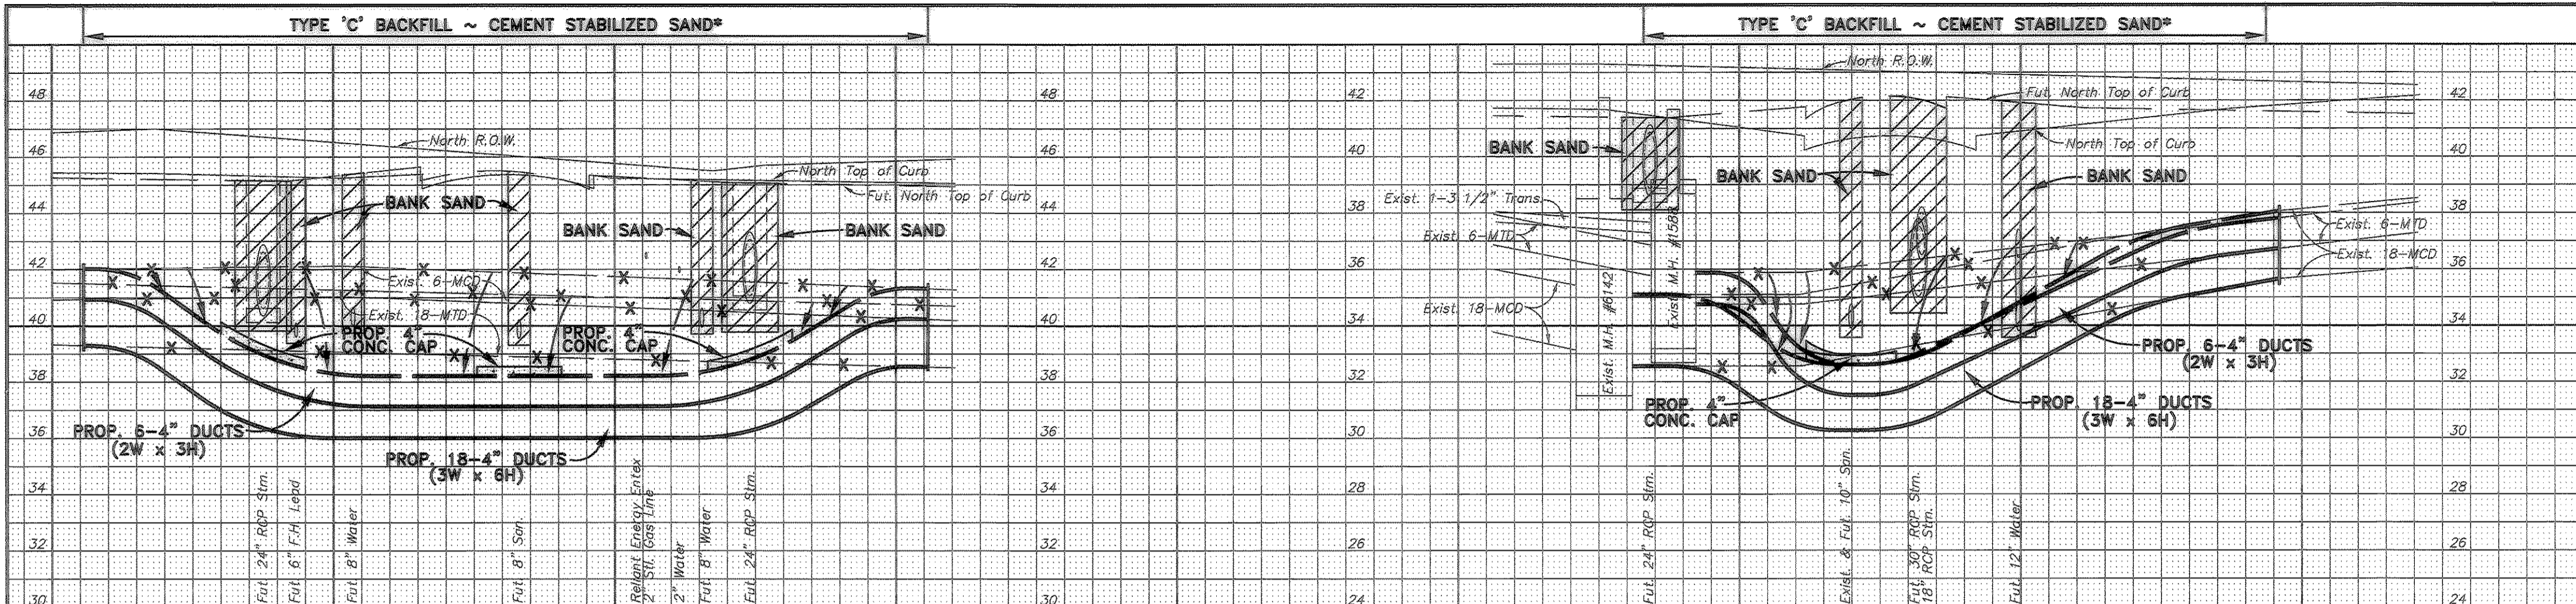 TYPE 'C' BACKFILL ~ CEMENT STABILIZED SAND*
48
46
44
42
40
38
36
34
32
30
North R.O.W.
North Top of Curb
Fut. North Top of Curb
BANK SAND
BANK SAND
BANK SAND
Exist. 6-MCD
Exist. 18-MTD
PROP. 4"
CONC. CAP
PROP. 4"
CONC. CAP
PROP. 6-4" DUCTS
(2W x 3H)
PROP. 18-4" DUCTS
(3W x 6H)
Fut. 24" RCP Stm.
Fut. 6" F.H. Lead
Fut. 8" Water
Fut. 8" San.
Reliant Energy Entex
2" Stl. Gas Line
2" Water
Fut. 8" Water
Fut. 24" RCP Stm.
48
46
44
42
40
38
36
34
32
30
TYPE 'C' BACKFILL ~ CEMENT STABILIZED SAND*
42
40
38
36
34
32
30
28
26
24
North R.O.W.
Fut. North Top of Curb
North Top of Curb
BANK SAND
BANK SAND
BANK SAND
Exist. 1-3 1/2" Trans.
Exist. 6-MTD
Exist. 18-MCD
Exist. M.H. #6142
Exist. M.H. #1588
Exist. 6-MTD
Exist. 18-MCD
PROP. 6-4" DUCTS
(2W x 3H)
PROP. 18-4" DUCTS
(3W x 6H)
PROP. 4"
CONC. CAP
Fut. 24" RCP Stm.
Exist. & Fut. 10" San.
Fut. 30" RCP Stm.
18" RCP Stm.
Fut. 12" Water
42
40
38
36
34
32
30
28
26
24